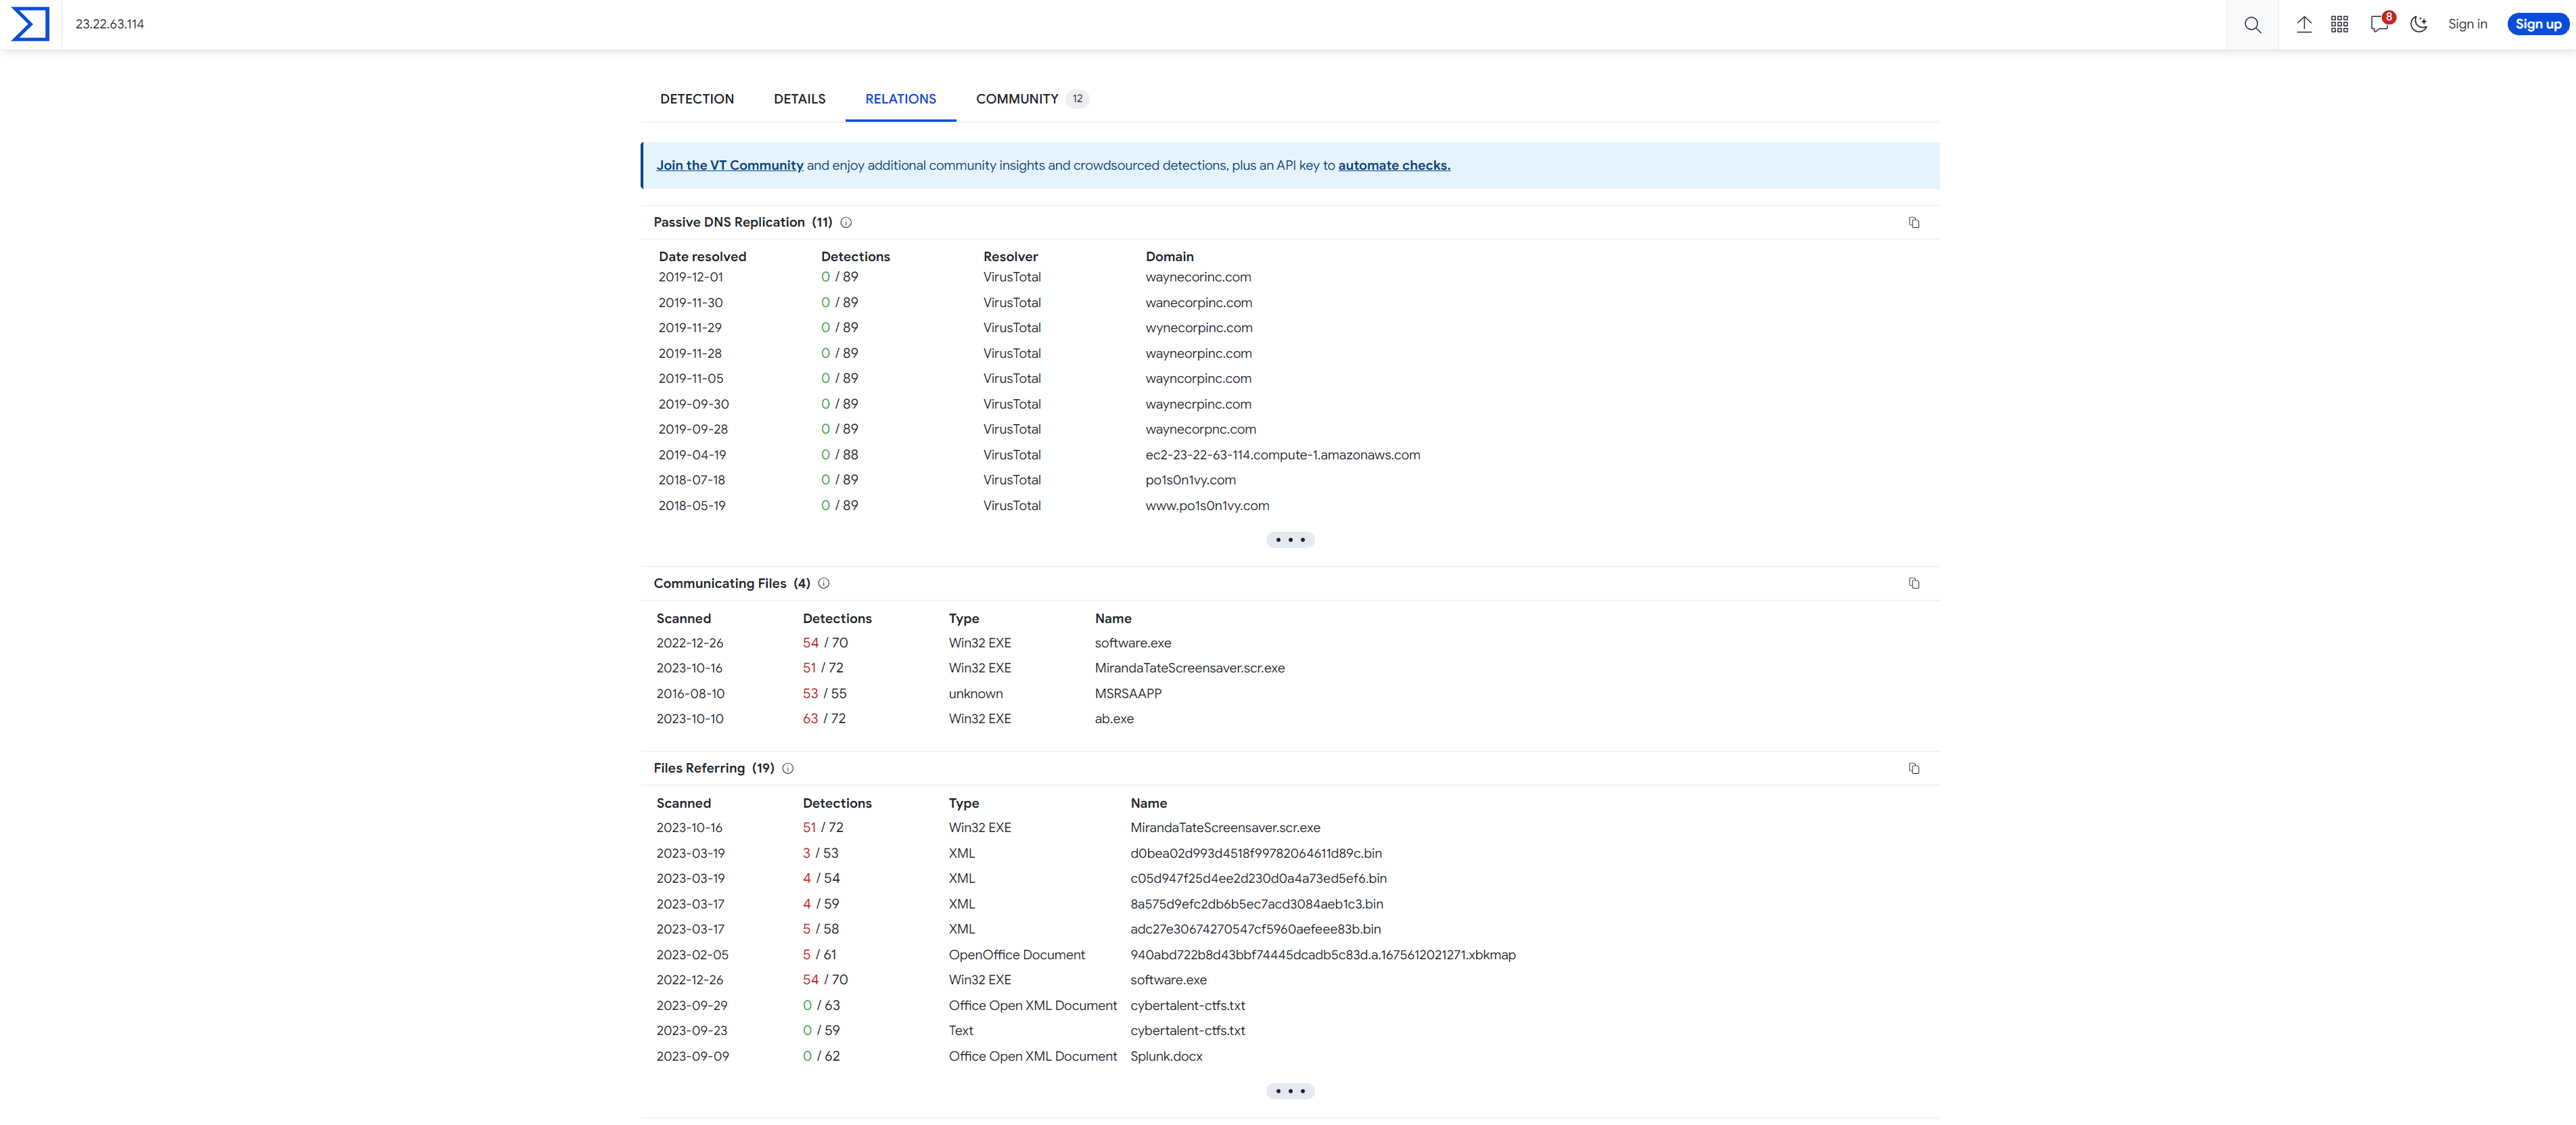 23.22.63.114
8
Sign in
Sign up
DETECTION DETAILS RELATIONS COMMUNITY 12
Join the VT Community and enjoy additional community insights and crowdsourced detections, plus an API key to automate checks.
Passive DNS Replication (11)
Date resolved Detections Resolver Domain
2019-12-01 0 / 89 VirusTotal waynecorinc.com
2019-11-30 0 / 89 VirusTotal wanecorpinc.com
2019-11-29 0 / 89 VirusTotal wynecorpinc.com
2019-11-28 0 / 89 VirusTotal wayneorpinc.com
2019-11-05 0 / 89 VirusTotal wayncorpinc.com
2019-09-30 0 / 89 VirusTotal waynecrpinc.com
2019-09-28 0 / 89 VirusTotal waynecorpnc.com
2019-04-19 0 / 88 VirusTotal ec2-23-22-63-114.compute-1.amazonaws.com
2018-07-18 0 / 89 VirusTotal po1s0n1vy.com
2018-05-19 0 / 89 VirusTotal www.po1s0n1vy.com
Communicating Files (4)
Scanned Detections Type Name
2022-12-26 54 / 70 Win32 EXE software.exe
2023-10-16 51 / 72 Win32 EXE MirandaTateScreensaver.scr.exe
2016-08-10 53 / 55 unknown MSRSAAPP
2023-10-10 63 / 72 Win32 EXE ab.exe
Files Referring (19)
Scanned Detections Type Name
2023-10-16 51 / 72 Win32 EXE MirandaTateScreensaver.scr.exe
2023-03-19 3 / 53 XML d0bea02d993d4518f99782064611d89c.bin
2023-03-19 4 / 54 XML c05d947f25d4ee2d230d0a4a73ed5ef6.bin
2023-03-17 4 / 59 XML 8a575d9efc2db6b5ec7acd3084aeb1c3.bin
2023-03-17 5 / 58 XML adc27e30674270547cf5960aefeee83b.bin
2023-02-05 5 / 61 OpenOffice Document 940abd722b8d43bbf74445dcadb5c83d.a.1675612021271.xbkmap
2022-12-26 54 / 70 Win32 EXE software.exe
2023-09-29 0 / 63 Office Open XML Document cybertalent-ctfs.txt
2023-09-23 0 / 59 Text cybertalent-ctfs.txt
2023-09-09 0 / 62 Office Open XML Document Splunk.docx